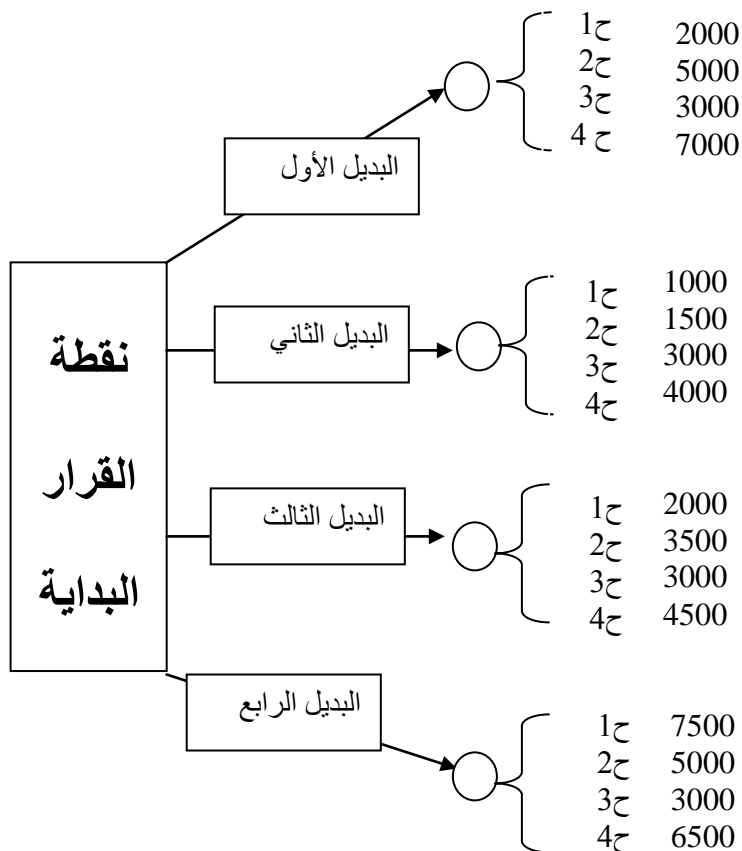 ح1 2000
ح2 5000
ح3 3000
ح 4 7000
البديل الأول
نقطة
القرار
البداية
البديل الثاني
ح1 1000
ح2 1500
ح3 3000
ح4 4000
البديل الثالث
ح1 2000
ح2 3500
ح3 3000
ح4 4500
البديل الرابع
ح1 7500
ح2 5000
ح3 3000
ح4 6500